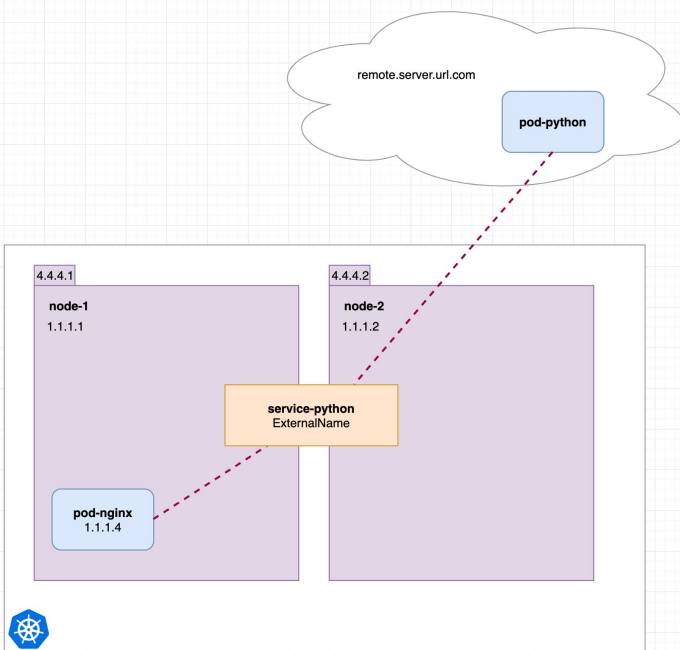 remote.server.url.com
pod-python
4.4.4.1
4.4.4.2
node-1
1.1.1.1
node-2
1.1.1.2
service-python
ExternalName
pod-nginx
1.1.1.4